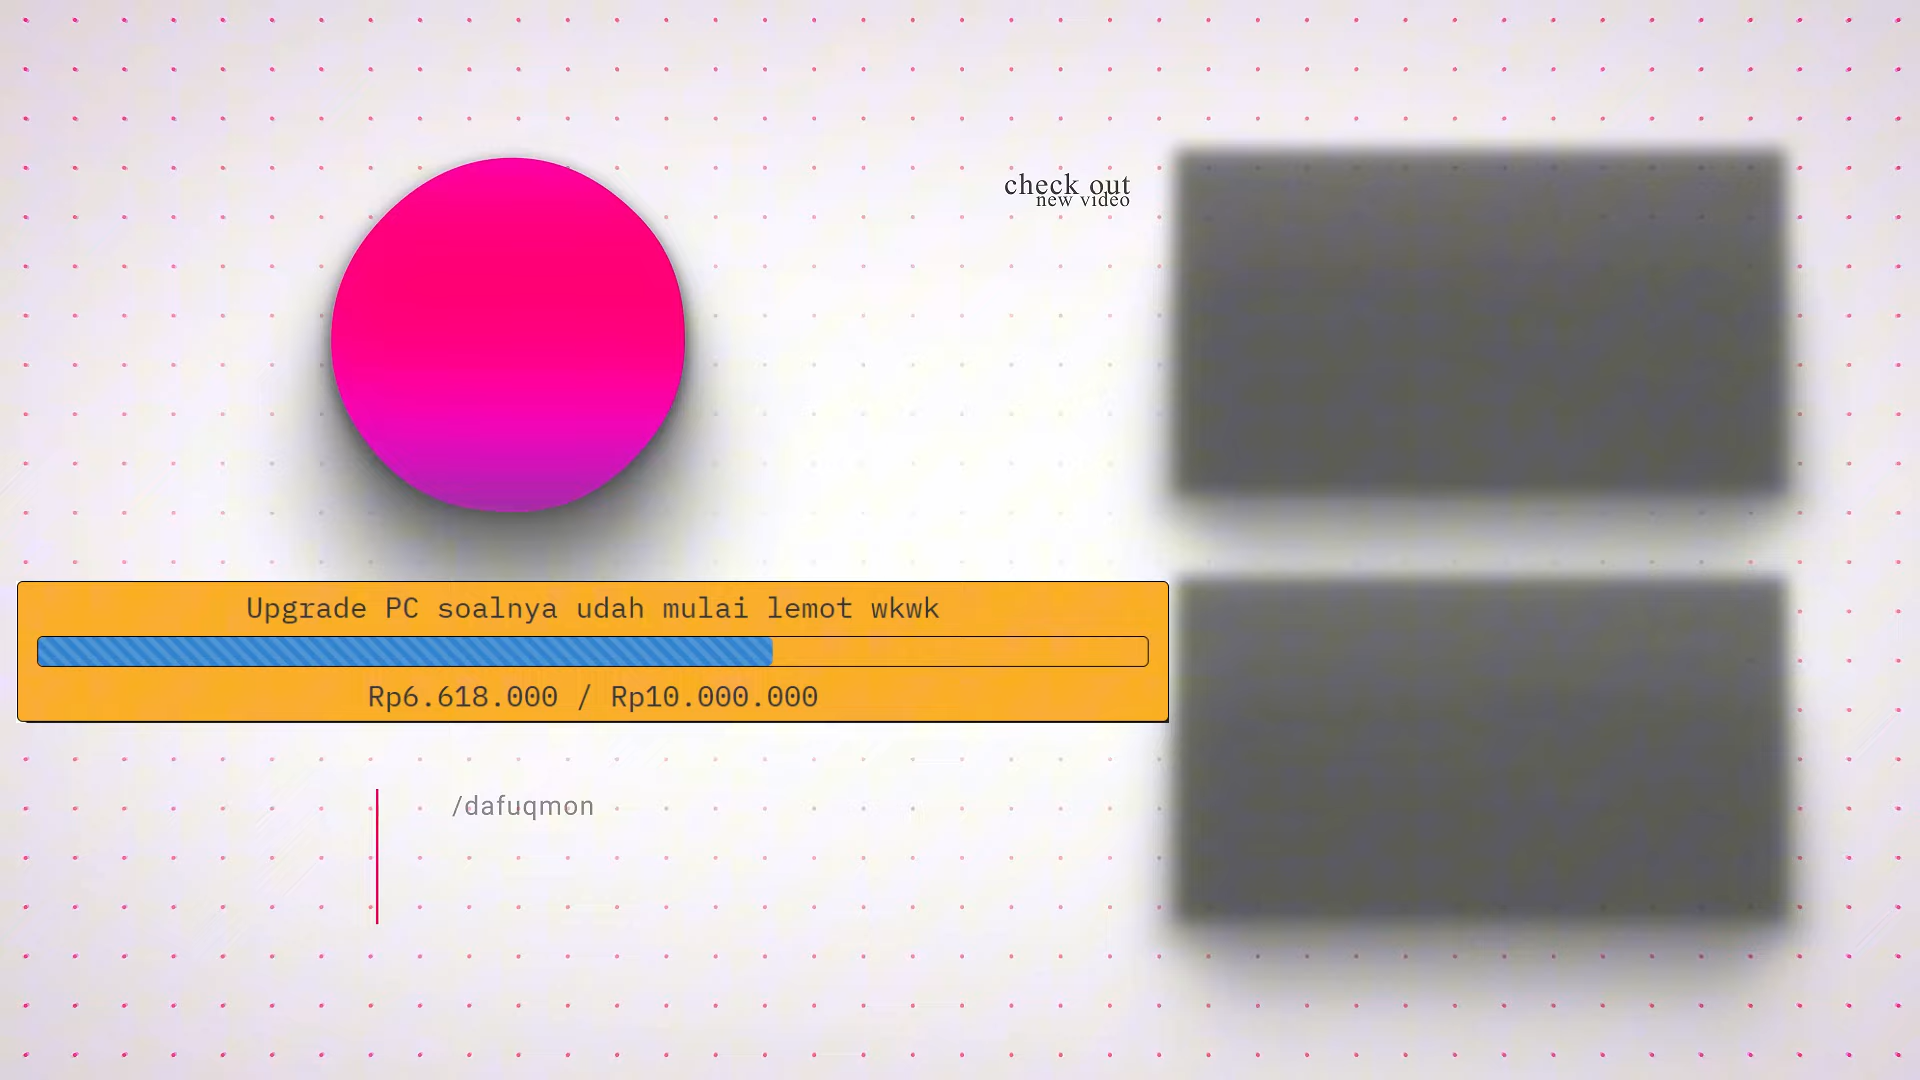 check out
new video
Upgrade PC soalnya udah mulai lemot wkwk
Rp6.618.000 / Rp10.000.000
/dafuqmon